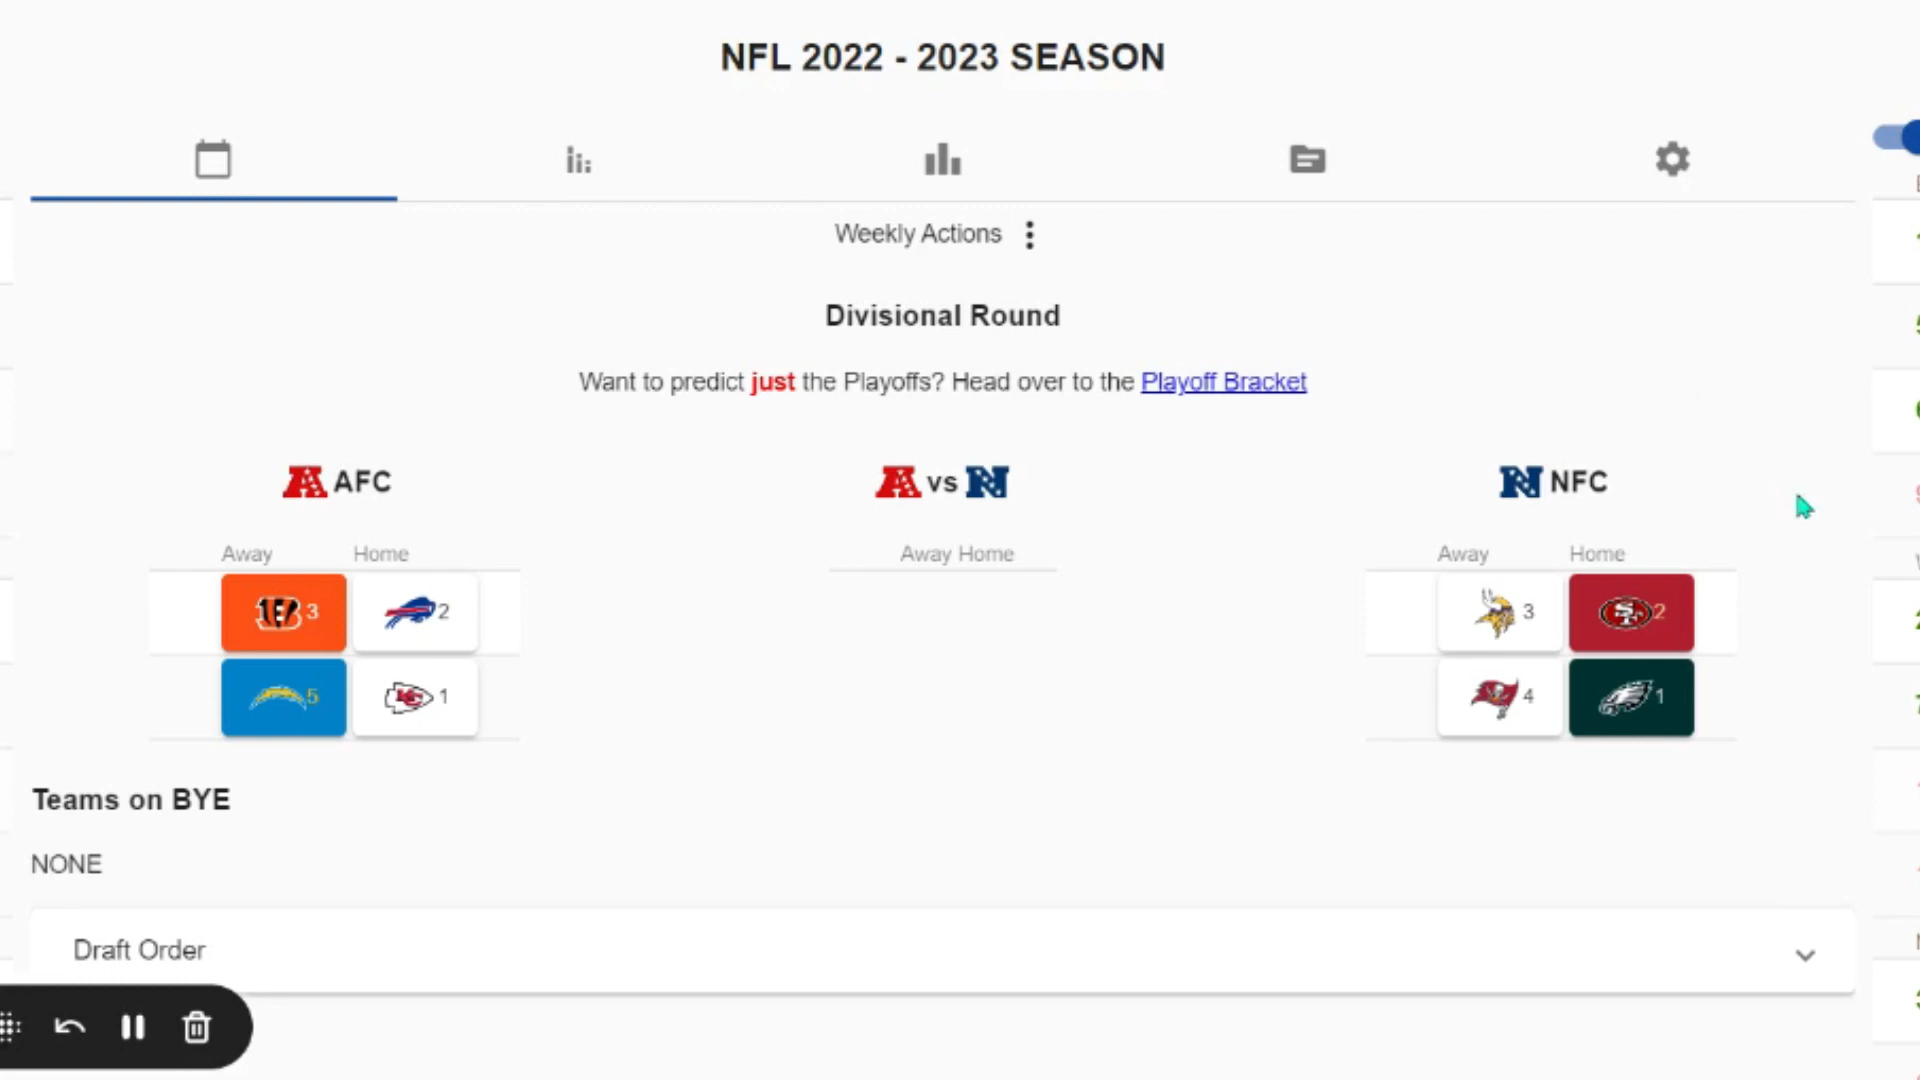 NFL 2022 - 2023 SEASON
Weekly Actions
Divisional Round
Want to predict just the Playoffs? Head over to the Playoff Bracket
AFC
vs
NFC
Away Home
Away Home
Away Home
3 2
3 2
5 1
4 1
Teams on BYE
NONE
Draft Order